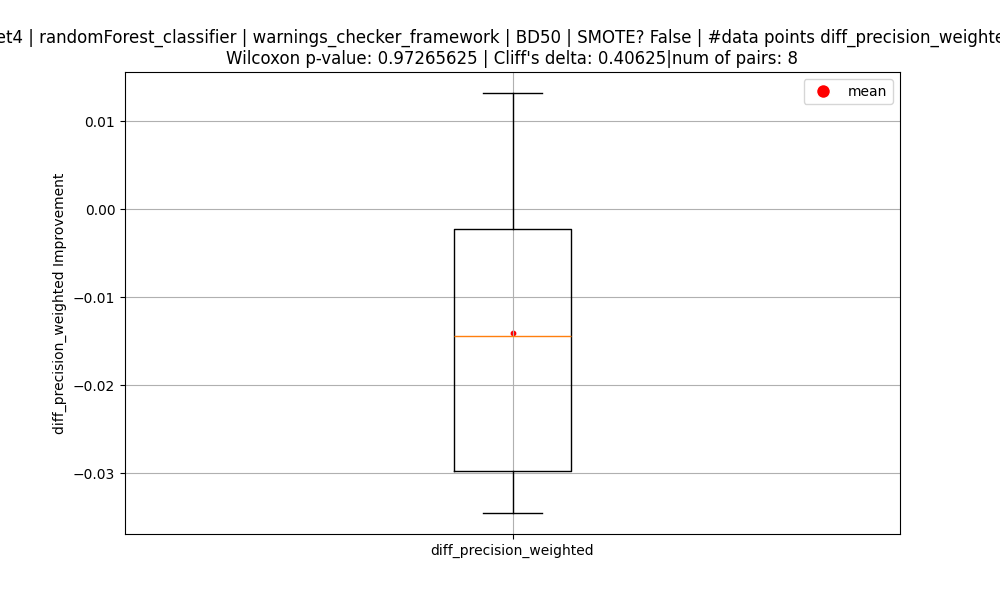 et4 | randomForest_classifier | warnings_checker_framework | BD50 | SMOTE? False | #data points diff_precision_weighte
Wilcoxon p-value: 0.97265625 | Cliff's delta: 0.40625|num of pairs: 8
mean
0.01
0.00
−0.01
−0.02
−0.03
diff_precision_weighted Improvement
diff_precision_weighted